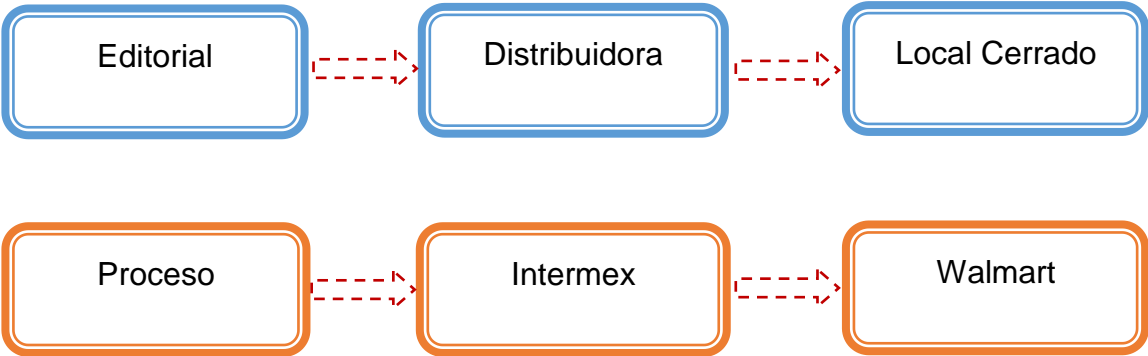 Editorial
Distribuidora
Local Cerrado
Proceso
Intermex
Walmart